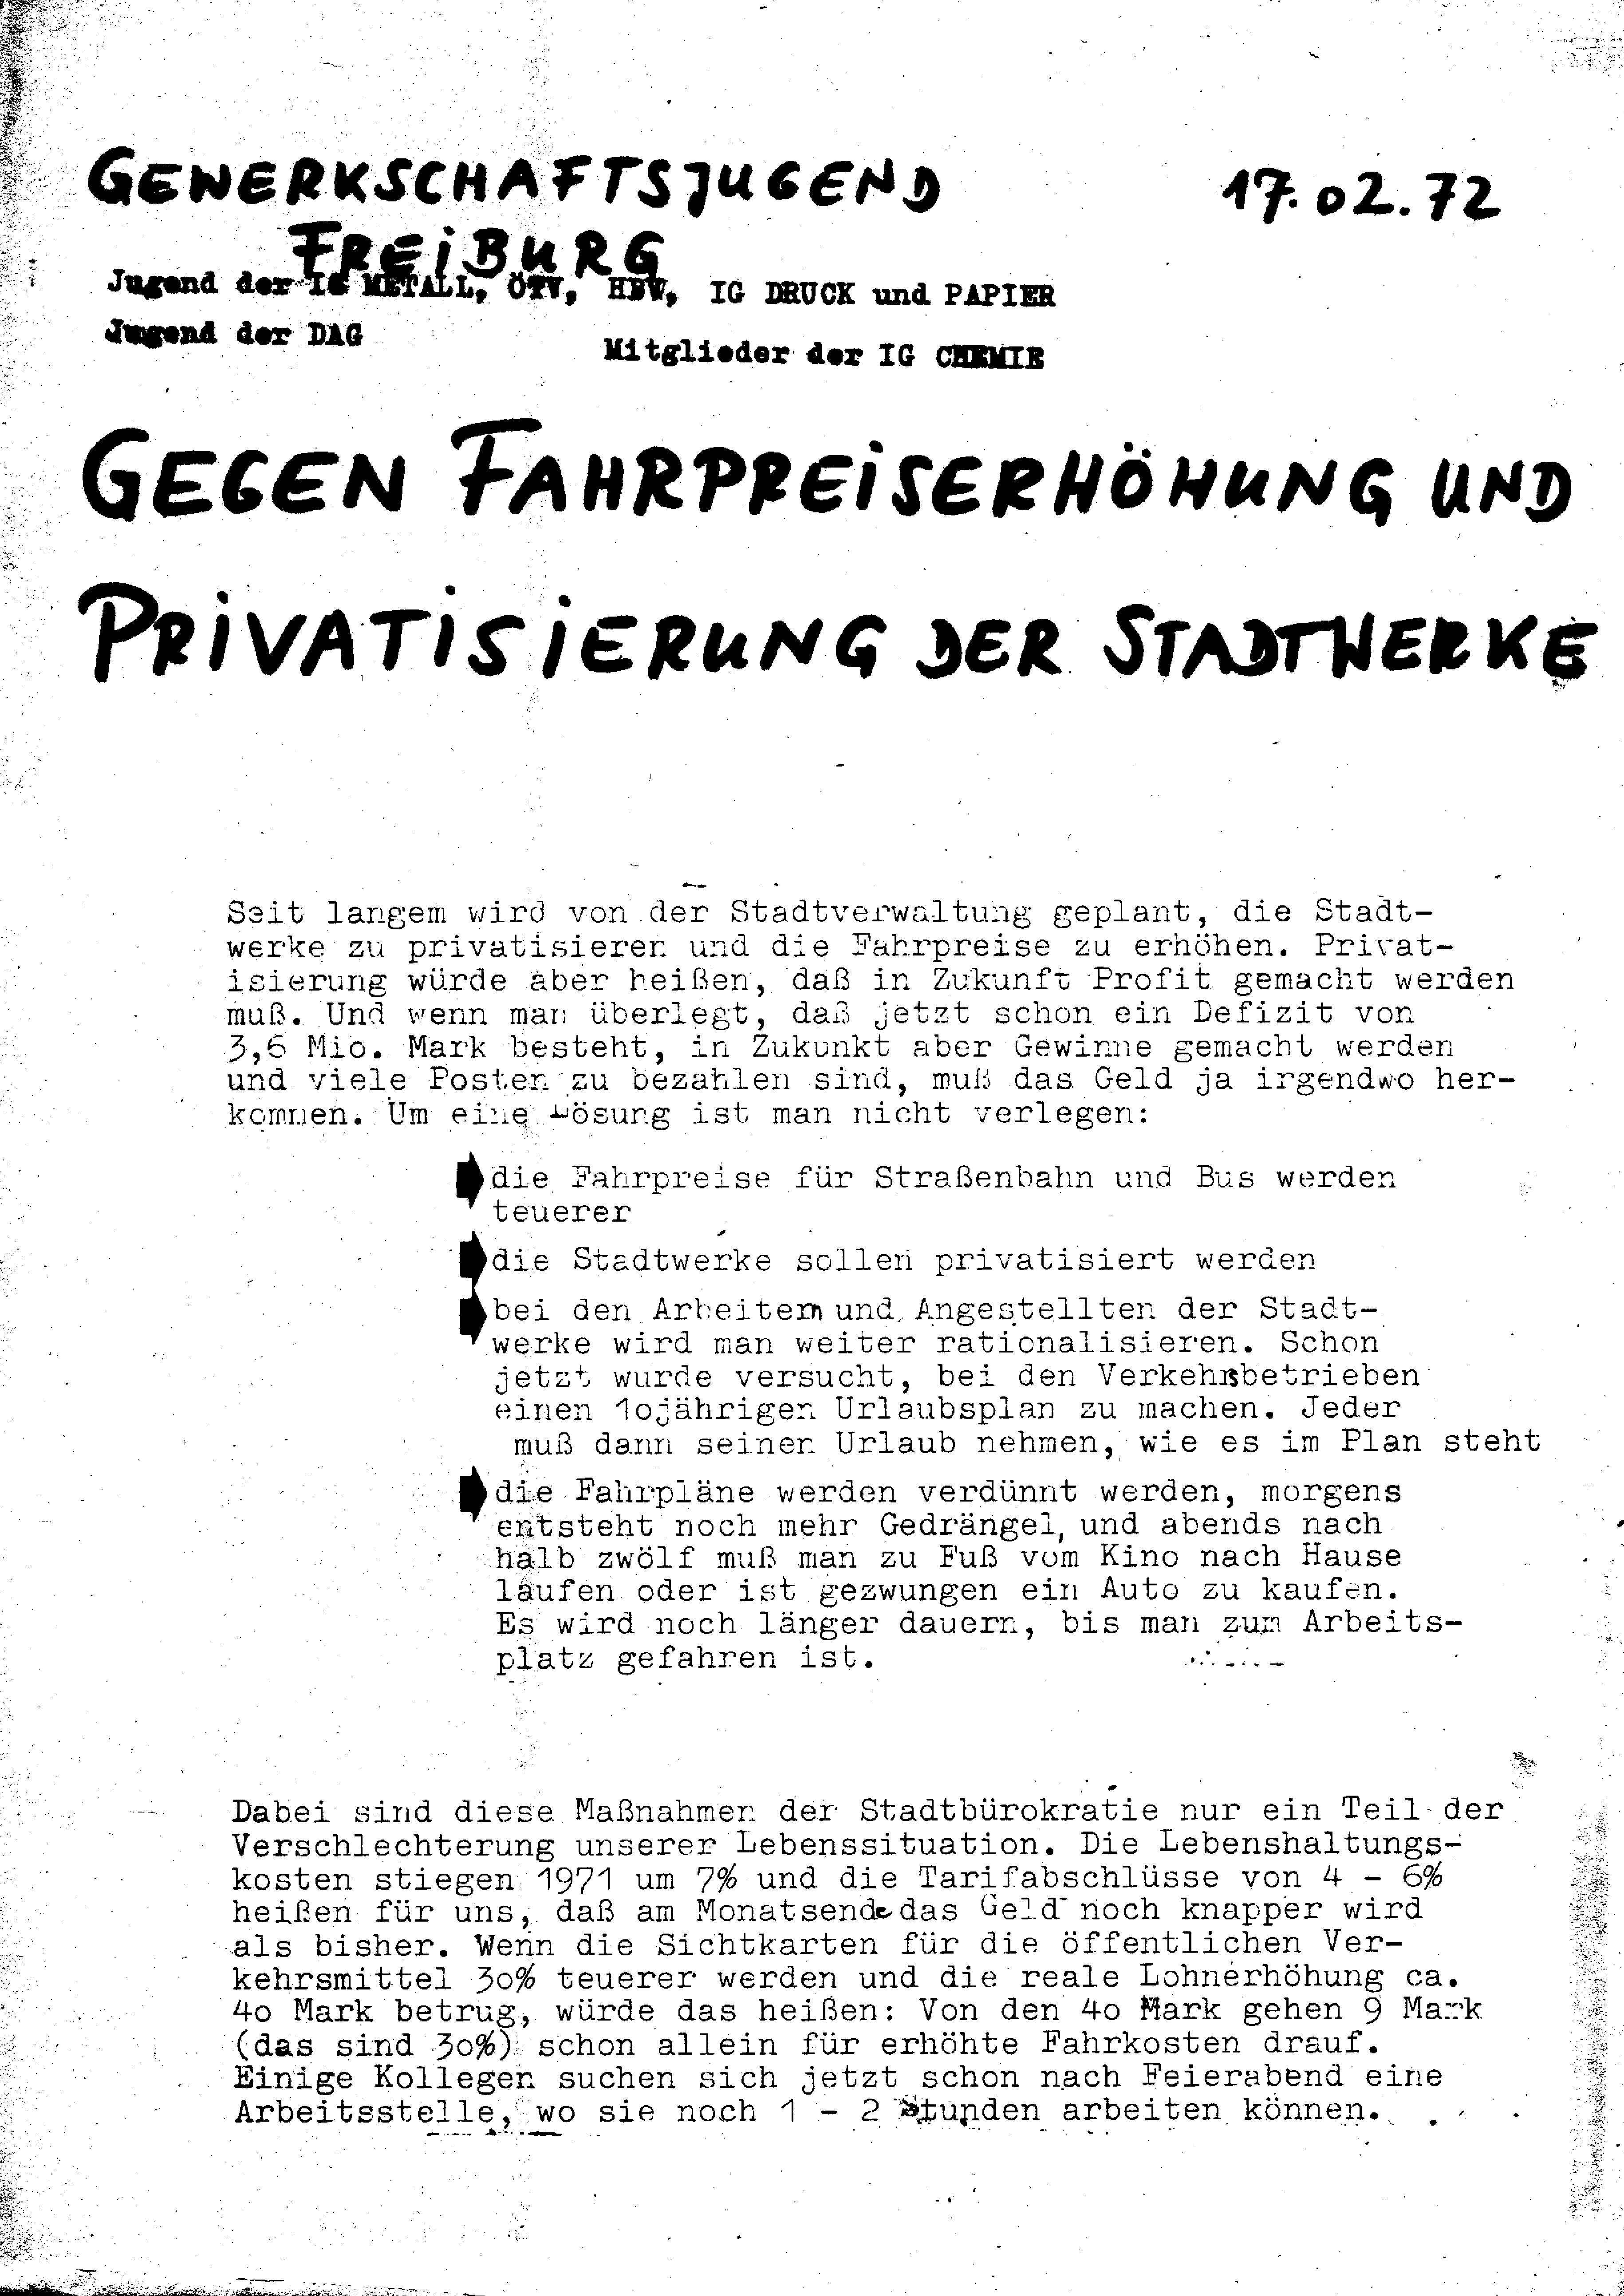 GEWERKSCHAFTSJUGEND
FREIBURG
17.02.72
Jugend der IG METALL, ÖTV, HBV, IG DRUCK und PAPIER
Jugend der DAG
Mitglieder der IG CHEMIE
GEGEN FAHRPREISERHÖHUNG UND
PRIVATISIERUNG DER STADTWERKE
Seit langem wird von der Stadtverwaltung geplant, die Stadt-
werke zu privatisieren und die Fahrpreise zu erhöhen. Privat-
isierung würde aber heißen, daß in Zukunft Profit gemacht werden
muß. Und wenn man überlegt, daß jetzt schon ein Defizit von
3,6 Mio. Mark besteht, in Zukunkt aber Gewinne gemacht werden
und viele Posten zu bezahlen sind, muß das Geld ja irgendwo her-
kommen. Um eine Lösung ist man nicht verlegen:
die Fahrpreise für Straßenbahn und Bus werden
teuerer
die Stadtwerke sollen privatisiert werden
bei den Arbeitern und Angestellten der Stadt-
werke wird man weiter rationalisieren. Schon
jetzt wurde versucht, bei den Verkehrsbetrieben
einen 1ojährigen Urlaubsplan zu machen. Jeder
muß dann seinen Urlaub nehmen, wie es im Plan steht
die Fahrpläne werden verdünnt werden, morgens
entsteht noch mehr Gedrängel, und abends nach
halb zwölf muß man zu Fuß vom Kino nach Hause
laufen oder ist gezwungen ein Auto zu kaufen.
Es wird noch länger dauern, bis man zum Arbeits-
platz gefahren ist.
Dabei sind diese Maßnahmen der Stadtbürokratie nur ein Teil der
Verschlechterung unserer Lebenssituation. Die Lebenshaltungs-
kosten stiegen 1971 um 7% und die Tarifabschlüsse von 4 - 6%
heißen für uns, daß am Monatsende das Geld noch knapper wird
als bisher. Wenn die Sichtkarten für die öffentlichen Ver-
kehrsmittel 3o% teuerer werden und die reale Lohnerhöhung ca.
4o Mark betrug, würde das heißen: Von den 4o Mark gehen 9 Mark
(das sind 3o%) schon allein für erhöhte Fahrkosten drauf.
Einige Kollegen suchen sich jetzt schon nach Feierabend eine
Arbeitsstelle, wo sie noch 1 - 2 Stunden arbeiten können.